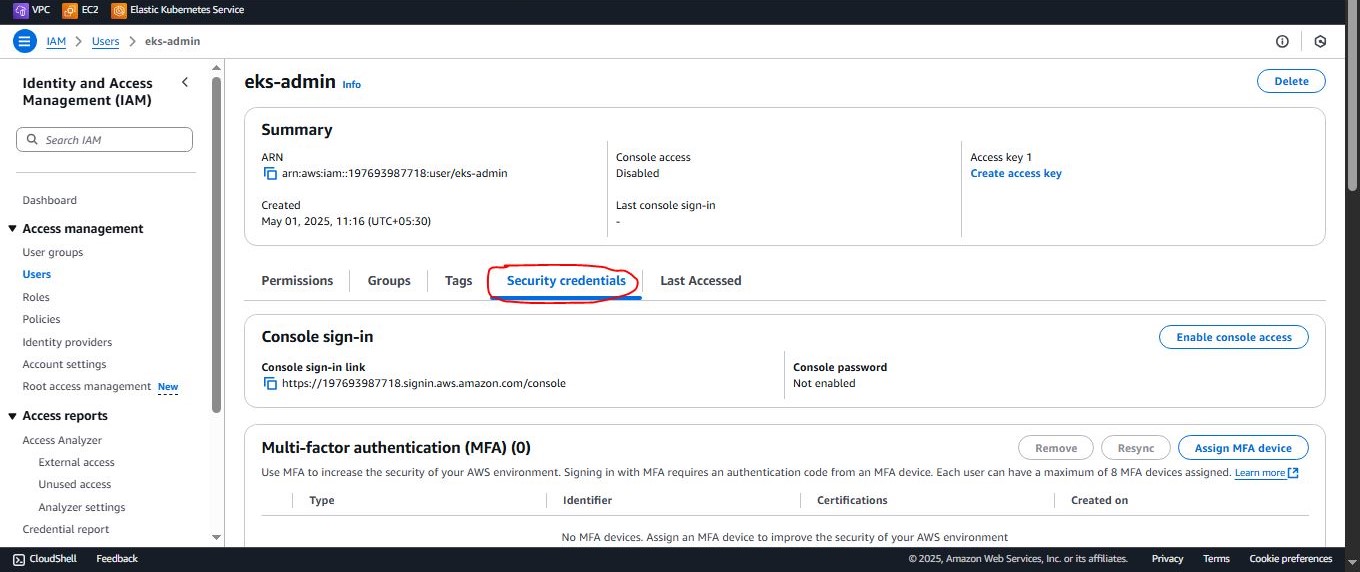 VPC EC2 Elastic Kubernetes Service
IAM > Users > eks-admin
Identity and Access
Management (IAM)
Search IAM
Dashboard
Access management
User groups
Users
Roles
Policies
Identity providers
Account settings
Root access management New
Access reports
Access Analyzer
External access
Unused access
Analyzer settings
Credential report
eks-admin Info
Delete
Summary
ARN
arn:aws:iam::197693987718:user/eks-admin
Created
May 01, 2025, 11:16 (UTC+05:30)
Console access
Disabled
Last console sign-in
-
Access key 1
Create access key
Permissions Groups Tags Security credentials Last Accessed
Console sign-in
Enable console access
Console sign-in link
https://197693987718.signin.aws.amazon.com/console
Console password
Not enabled
Multi-factor authentication (MFA) (0)
Remove Resync Assign MFA device
Use MFA to increase the security of your AWS environment. Signing in with MFA requires an authentication code from an MFA device. Each user can have a maximum of 8 MFA devices assigned. Learn more
Type Identifier Certifications Created on
No MFA devices. Assign an MFA device to improve the security of your AWS environment
CloudShell Feedback © 2025, Amazon Web Services, Inc. or its affiliates. Privacy Terms Cookie preferences